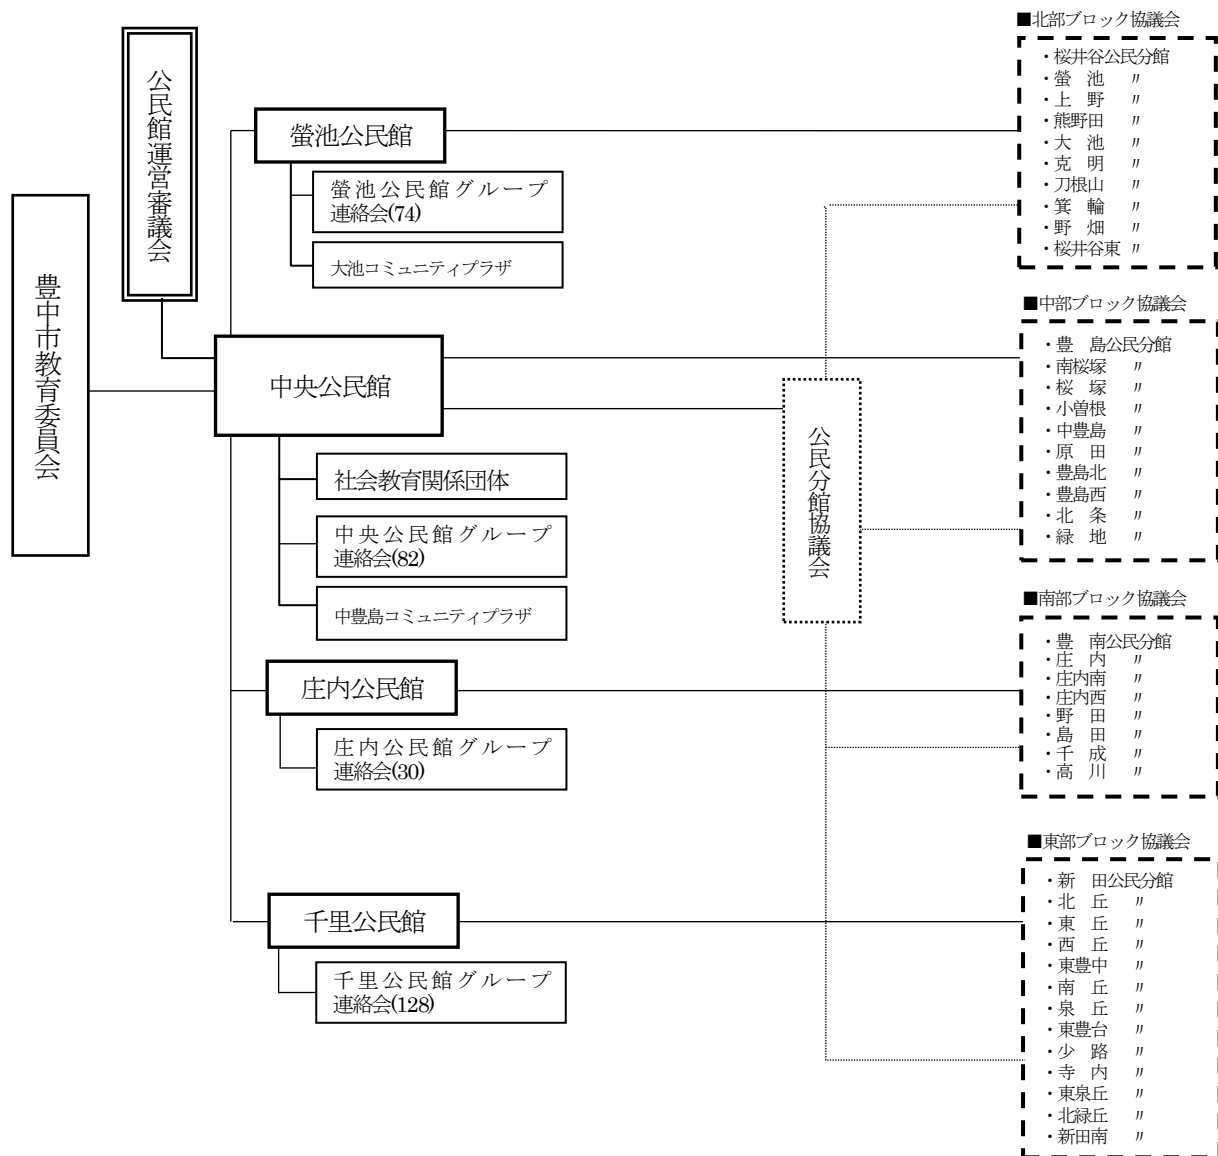 豊中市教育委員会
公民館運営審議会
螢池公民館
螢池公民館グループ
連絡会(74)
大池コミュニティプラザ
中央公民館
社会教育関係団体
中央公民館グループ
連絡会(82)
中豊島コミュニティプラザ
庄内公民館
庄内公民館グループ
連絡会(30)
千里公民館
千里公民館グループ
連絡会(128)
公民分館協議会
■北部ブロック協議会
・桜井谷公民分館
・螢　池　〃
・上　野　〃
・熊野田　〃
・大　池　〃
・克　明　〃
・刀根山　〃
・箕　輪　〃
・野　畑　〃
・桜井谷東 〃
■中部ブロック協議会
・豊　島公民分館
・南桜塚　〃
・桜　塚　〃
・小曽根　〃
・中豊島　〃
・原　田　〃
・豊島北　〃
・豊島西　〃
・北　条　〃
・緑　地　〃
■南部ブロック協議会
・豊　南公民分館
・庄　内　〃
・庄内南　〃
・庄内西　〃
・野　田　〃
・島　田　〃
・千　成　〃
・高　川　〃
■東部ブロック協議会
・新　田公民分館
・北　丘　〃
・東　丘　〃
・西　丘　〃
・東豊中　〃
・南　丘　〃
・泉　丘　〃
・東豊台　〃
・少　路　〃
・寺　内　〃
・東泉丘　〃
・北緑丘　〃
・新田南　〃